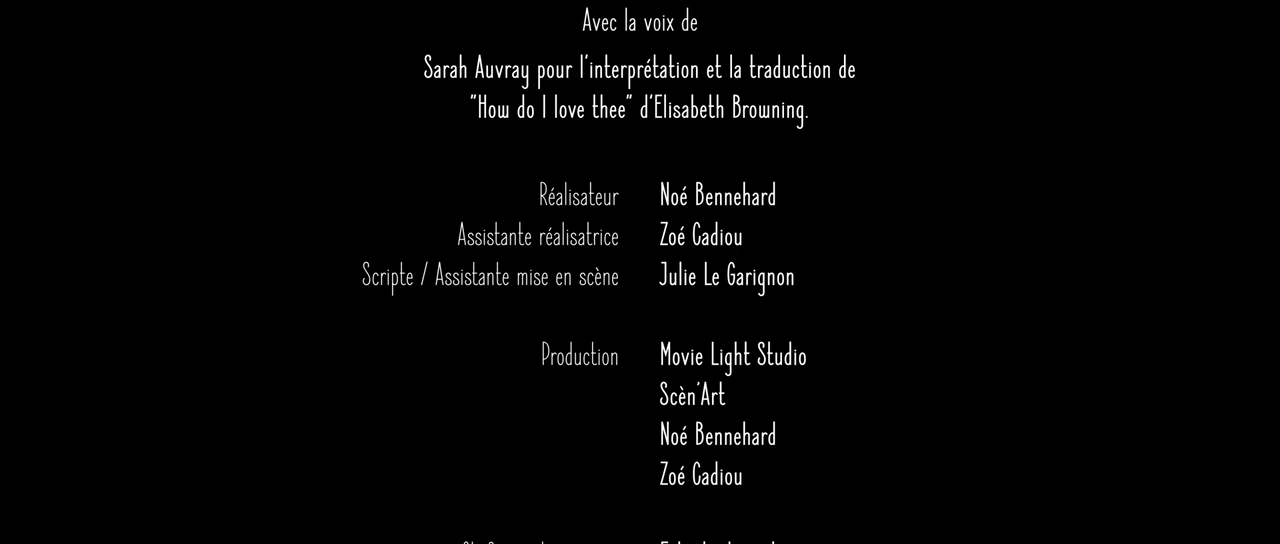 Avec la voix de
Sarah Auvray pour l'interprétation et la traduction de
"How do I love thee" d'Elisabeth Browning.
Réalisateur Noé Bennehard
Assistante réalisatrice Zoé Cadiou
Scripte / Assistante mise en scène Julie Le Garignon
Production Movie Light Studio
Scèn'Art
Noé Bennehard
Zoé Cadiou